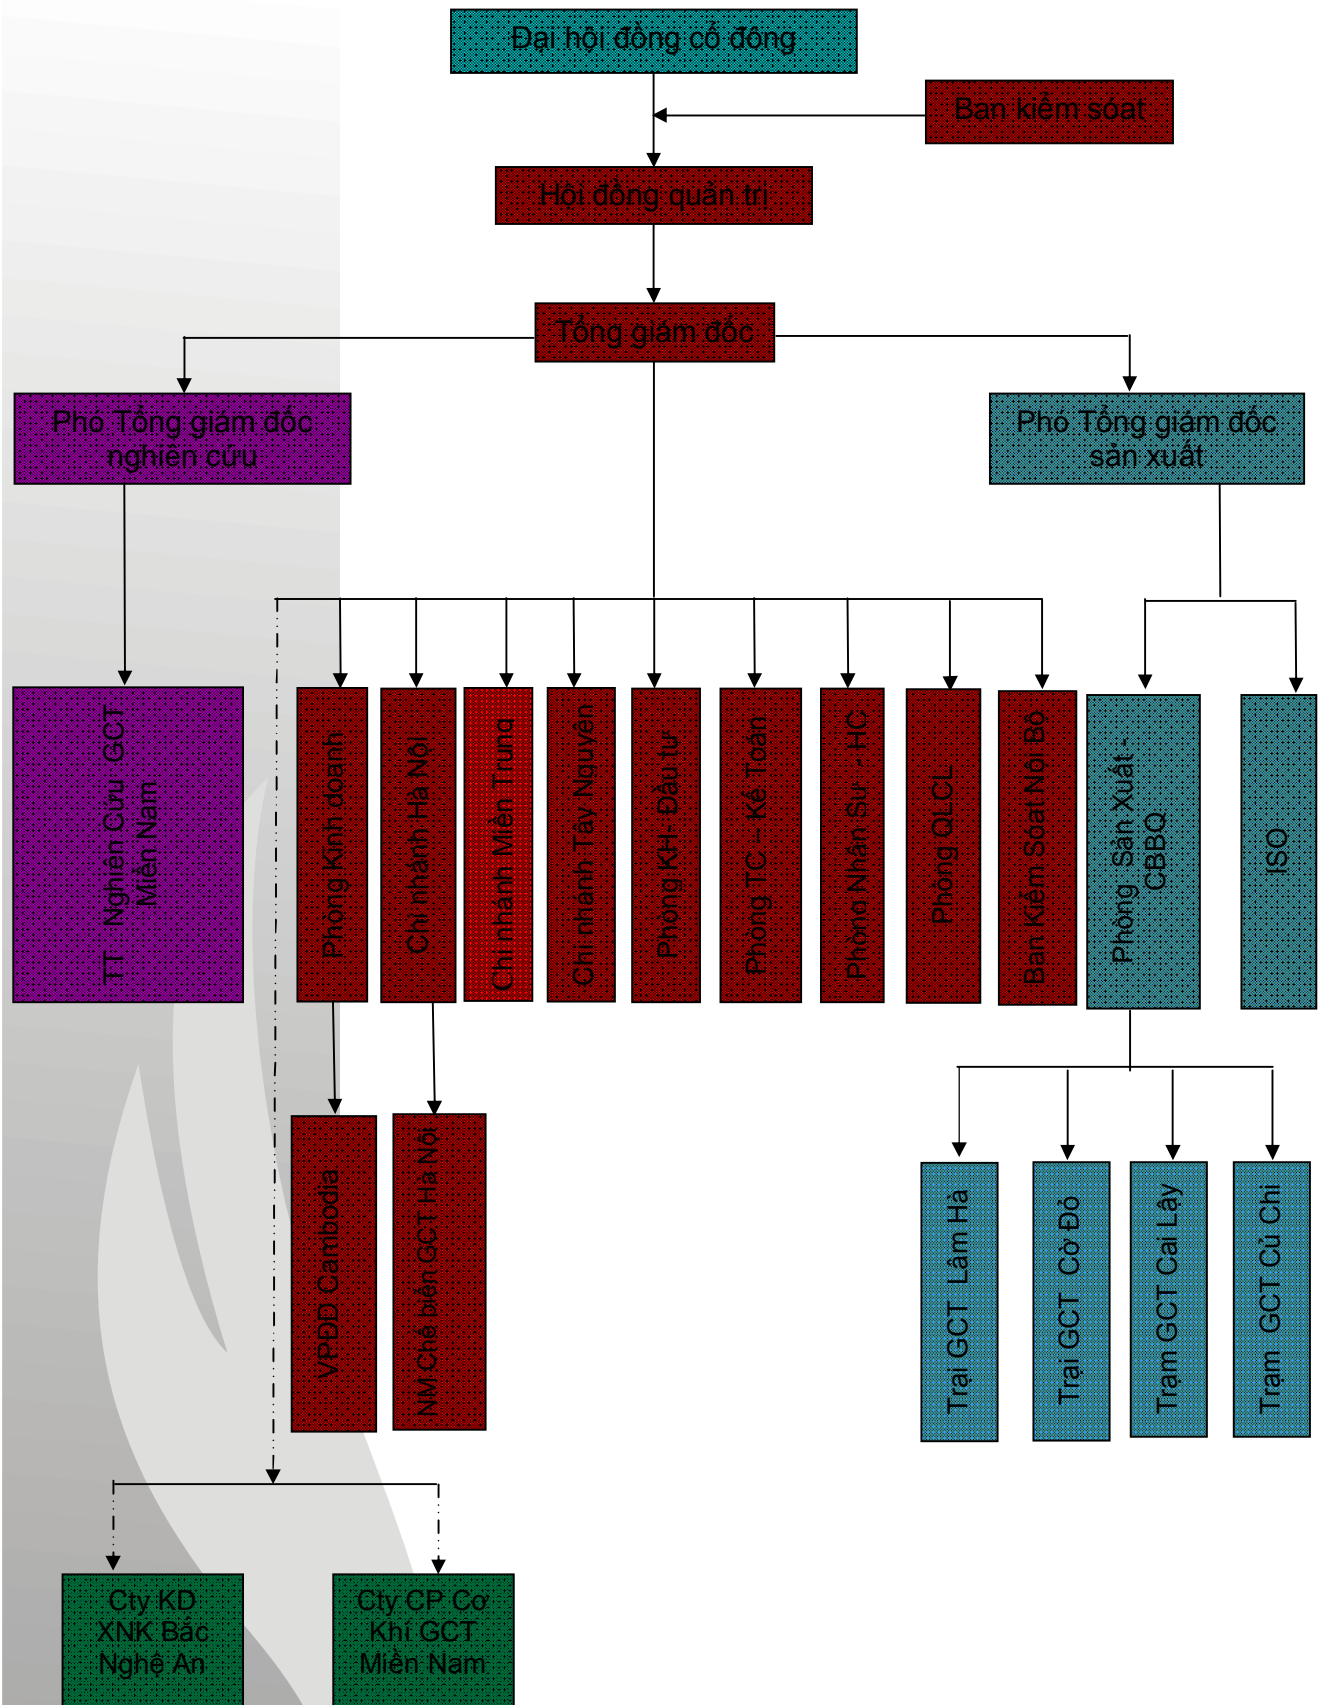 Đại hội đồng cổ đông
Ban kiểm sóat
Hội đồng quản trị
Tổng giám đốc
Phó Tổng giám đốc
nghiên cứu
Phó Tổng giám đốc
sản xuất
TT Nghiên Cứu GCT
Miền Nam
Phòng Kinh doanh
Chi nhánh Hà Nội
Chi nhánh Miền Trung
Chi nhánh Tây Nguyên
Phòng KH- Đầu tư
Phòng TC – Kế Toán
Phòng Nhân Sự - HC
Phòng QLCL
Ban Kiểm Sóat Nội Bộ
Phòng Sản Xuất -
CBBQ
ISO
VPĐD Cambodia
NM Chế biến GCT Hà Nội
Trại GCT Lâm Hà
Trại GCT Cờ Đỏ
Trạm GCT Cai Lậy
Trạm GCT Củ Chi
Cty KD
XNK Bắc
Nghệ An
Cty CP Cơ
Khí GCT
Miền Nam